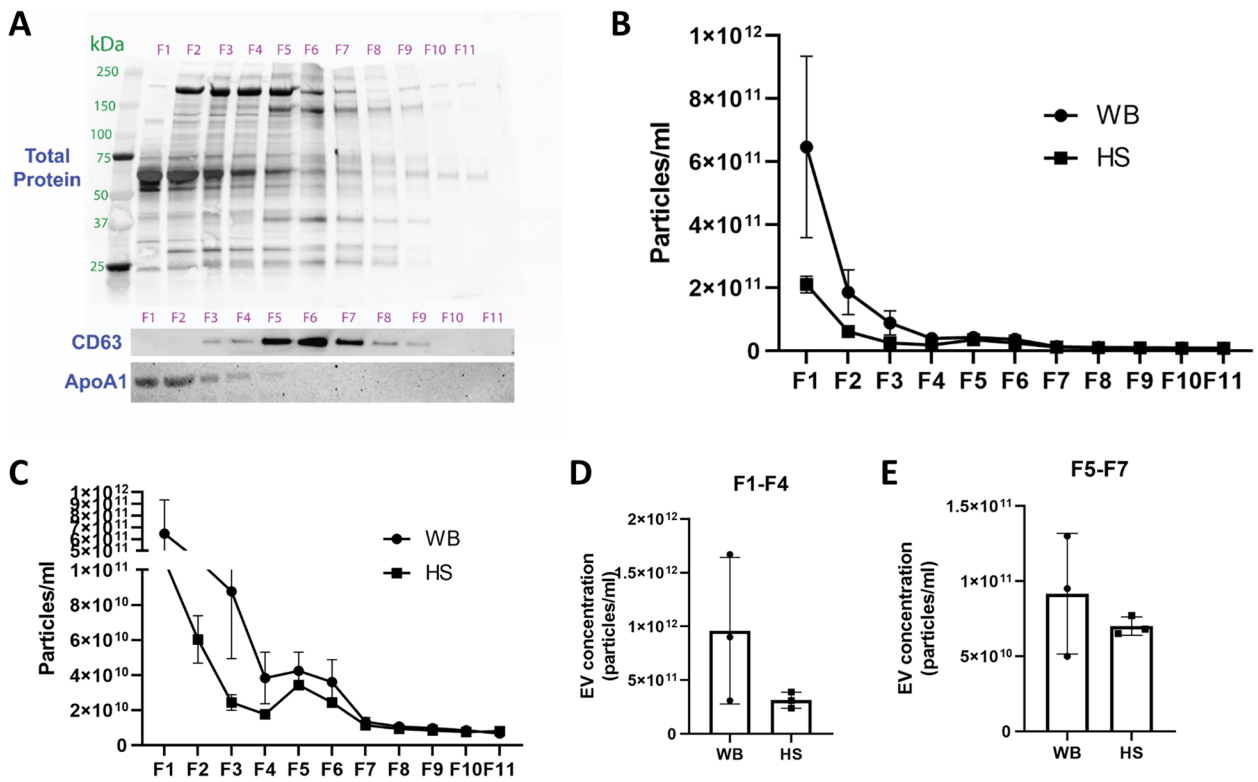 A
kDa
F1 F2 F3 F4 F5 F6 F7 F8 F9 F10 F11
250
150
100
75
Total
Protein
50
37
25
F1 F2 F3 F4 F5 F6 F7 F8 F9 F10 F11
CD63
ApoA1
B
1×10¹²
8×10¹¹
6×10¹¹
4×10¹¹
2×10¹¹
0
Particles/ml
WB
HS
F1 F2 F3 F4 F5 F6 F7 F8 F9 F10 F11
C
1×10¹²
9×10¹¹
8×10¹¹
7×10¹¹
6×10¹¹
5×10¹¹
1×10¹¹
8×10¹⁰
6×10¹⁰
4×10¹⁰
2×10¹⁰
0
Particles/ml
WB
HS
F1 F2 F3 F4 F5 F6 F7 F8 F9 F10 F11
D
F1-F4
2×10¹²
1.5×10¹²
1×10¹²
5×10¹¹
0
EV concentration
(particles/ml)
WB HS
E
F5-F7
1.5×10¹¹
1×10¹¹
5×10¹⁰
0
EV concentration
(particles/ml)
WB HS